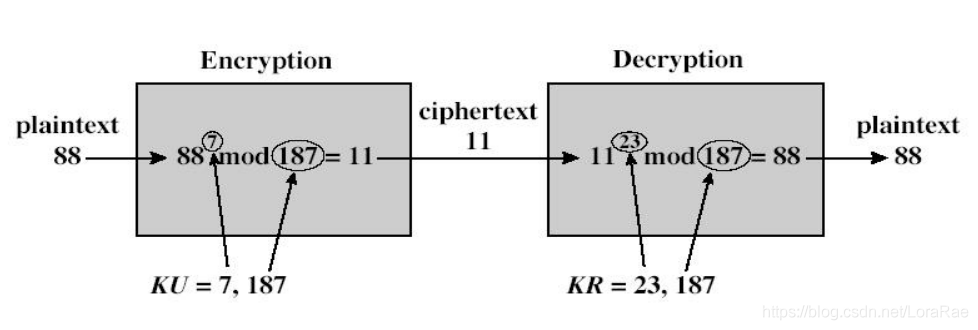 Encryption
Decryption
plaintext
88
88^7 mod 187 = 11
ciphertext
11
11^23 mod 187 = 88
plaintext
88
KU = 7, 187
KR = 23, 187
https://blog.csdn.net/LoraRae